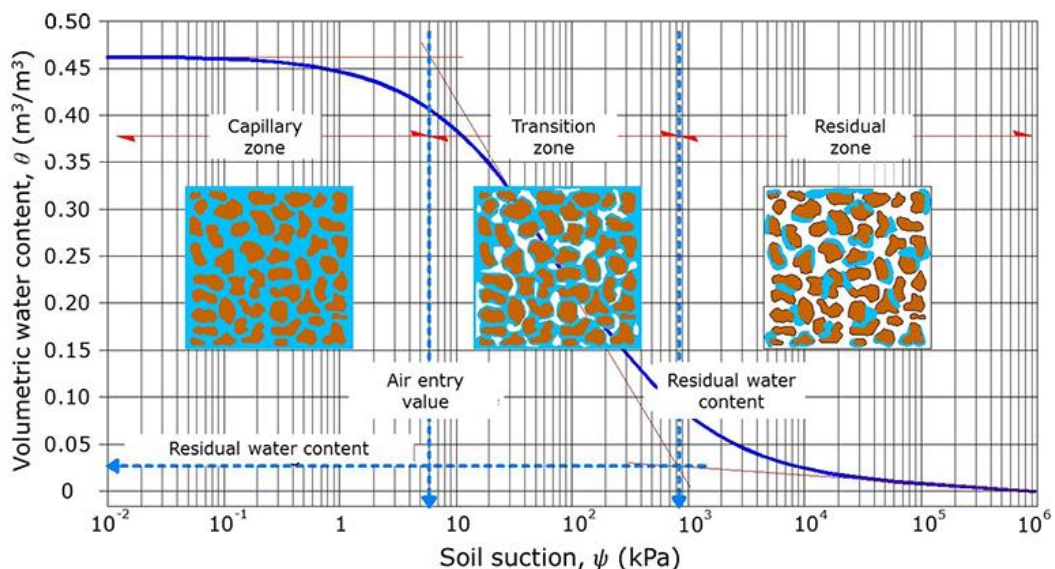 0.50
0.45
0.40
0.35
0.30
0.25
0.20
0.15
0.10
0.05
0
Volumetric water content, θ (m³/m³)
Capillary
zone
Transition
zone
Residual
zone
Air entry
value
Residual water
content
Residual water content
10⁻² 10⁻¹ 1 10 10² 10³ 10⁴ 10⁵ 10⁶
Soil suction, ψ (kPa)